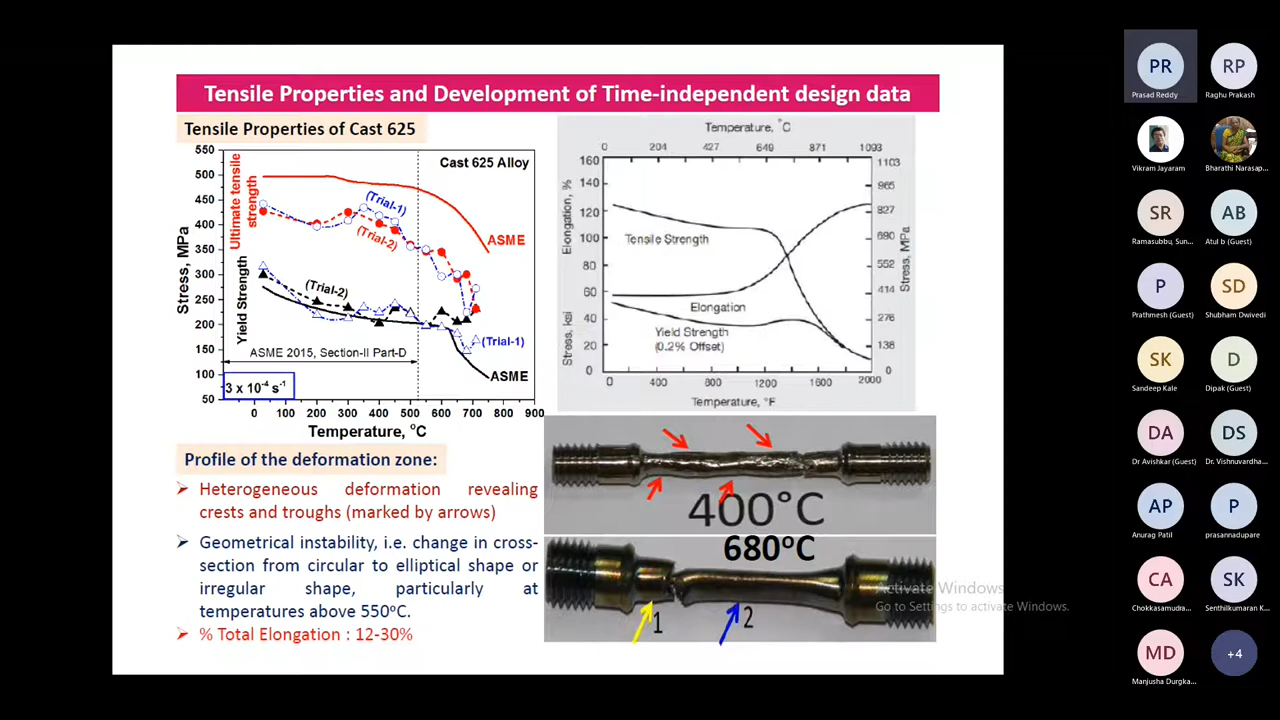 Tensile Properties and Development of Time-independent design data
Tensile Properties of Cast 625
550
500
450
400
350
300
250
200
150
100
50
Stress, MPa
Ultimate tensile
strength
Yield Strength
Cast 625 Alloy
(Trial-1)
(Trial-2)
ASME
(Trial-2)
(Trial-1)
ASME 2015, Section-II Part-D
ASME
3 x 10⁻⁴ s⁻¹
0 100 200 300 400 500 600 700 800 900
Temperature, °C
Temperature, °C
0 204 427 649 871 1093
160
140
120
100
80
60
40
20
0
Elongation, %
Stress, ksi
1103
965
827
690
552
414
276
138
0
Stress, MPa
Tensile Strength
Elongation
Yield Strength
(0.2% Offset)
0 400 800 1200 1600 2000
Temperature, °F
Profile of the deformation zone:
Heterogeneous deformation revealing
crests and troughs (marked by arrows)
Geometrical instability, i.e. change in cross-
section from circular to elliptical shape or
irregular shape, particularly at
temperatures above 550°C.
% Total Elongation : 12-30%
400°C
680°C
1
2
Activate Windows
Go to Settings to activate Windows.
PR
Prasad Reddy
RP
Raghu Prakash
Vikram Jayaram
Bharathi Narasap...
SR
Ramasubbu, Sun...
AB
Atul b (Guest)
P
Prathmesh (Guest)
SD
Shubham Dwivedi
SK
Sandeep Kale
D
Dipak (Guest)
DA
Dr Avishkar (Guest)
DS
Dr. Vishnuvardha...
AP
Anurag Patil
P
prasannadupare
CA
Chokkasamudra...
SK
Senthilkumaran K...
MD
Manjusha Durgka...
+4